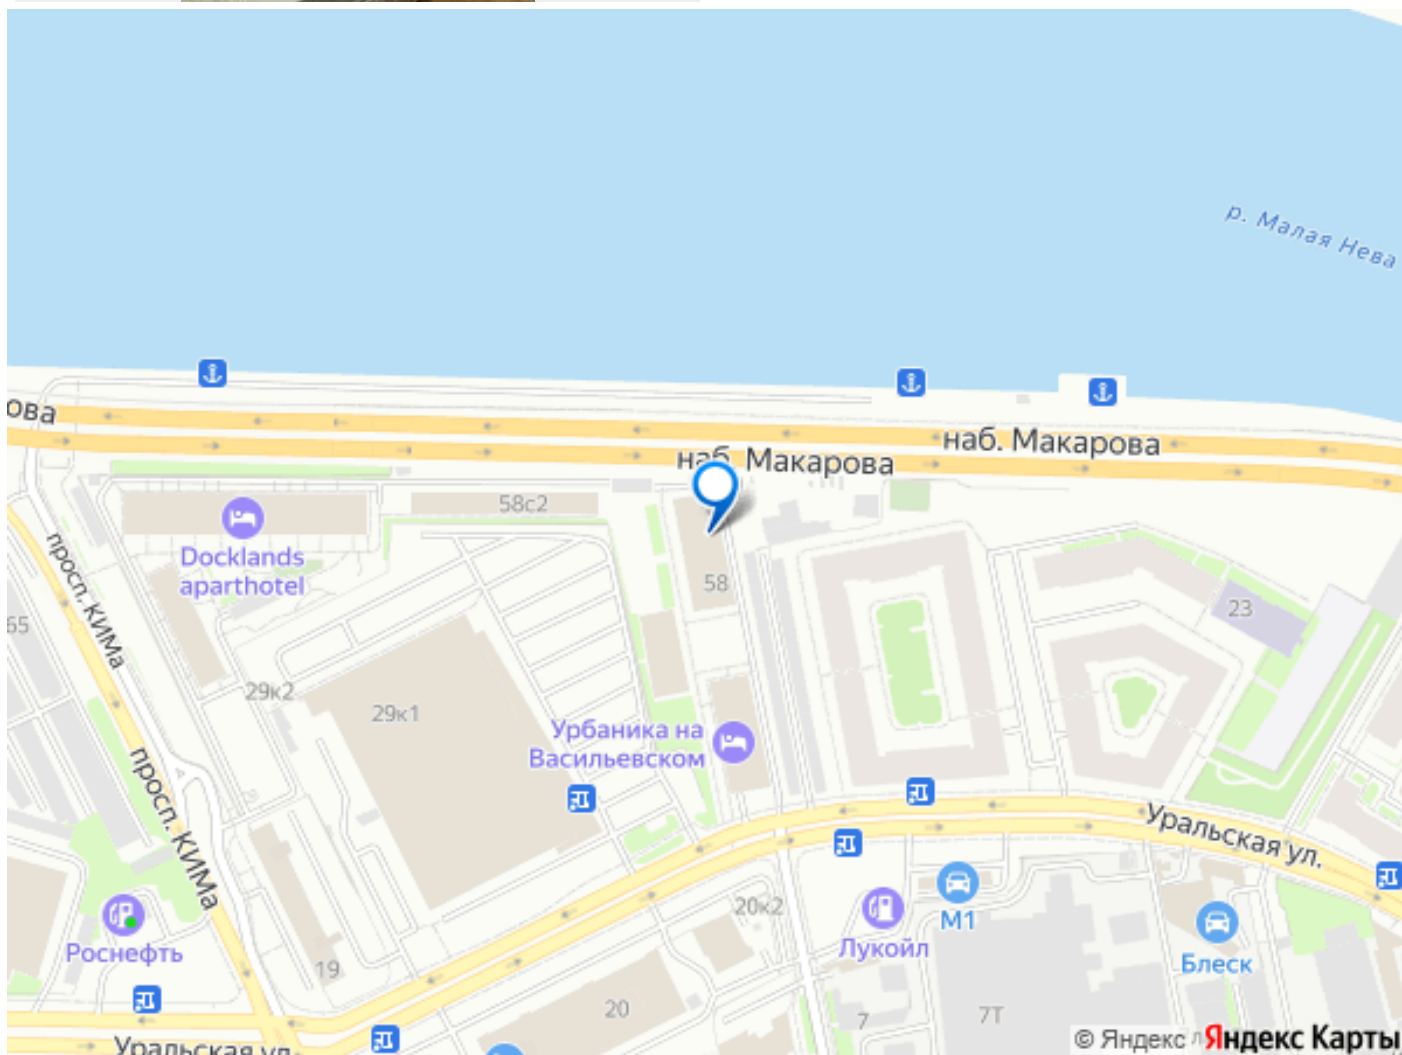 р. Малая Нева
ова
наб. Макарова
наб. Макарова
58с2
Docklands
aparthotel
просп. КИМа
58
65
23
29к2
29к1
Урбаника на
Васильевском
просп. КИМа
Уральская ул.
20к2
М1
Лукойл
Роснефть
Блеск
19
20
7
7Т
Уральская ул.
© Яндекс Яндекс Карты